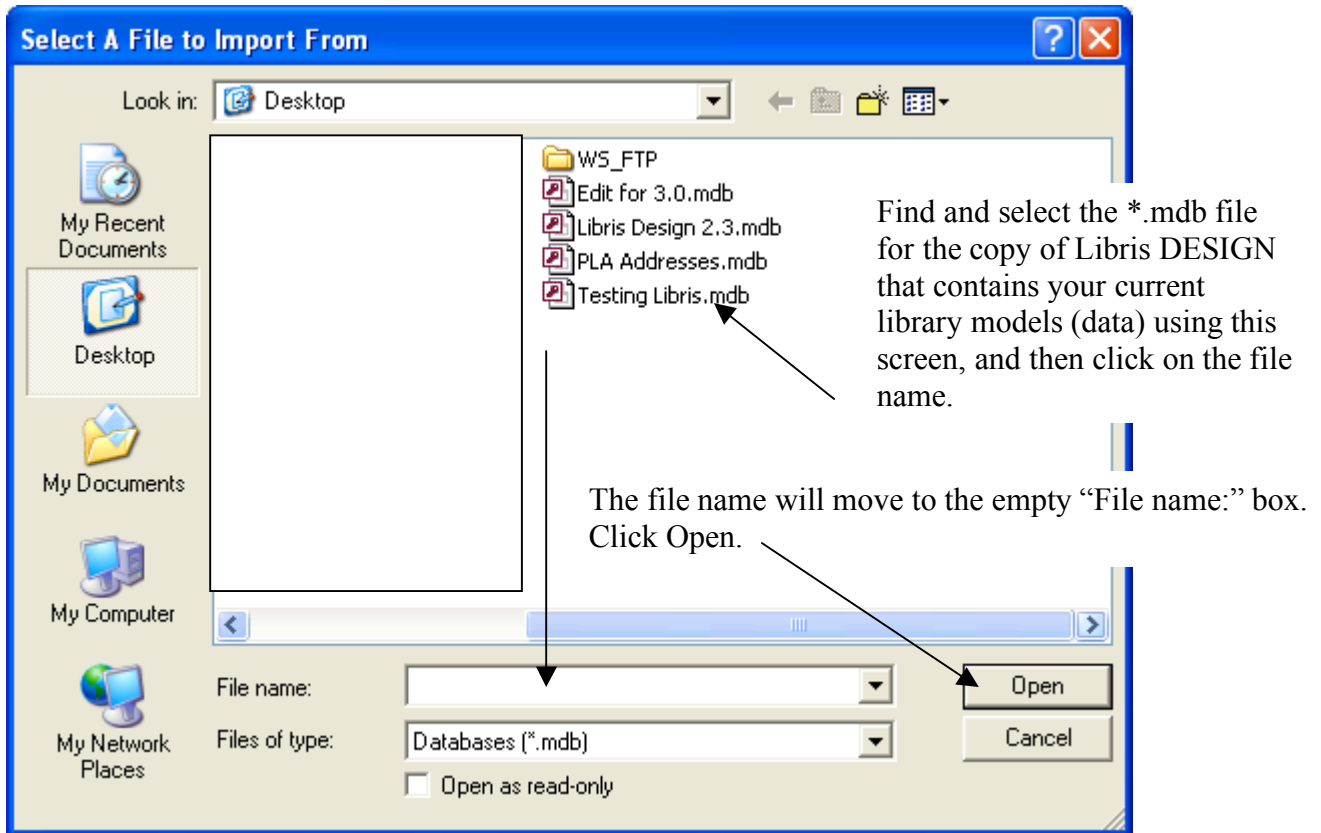 Select A File to Import From
Look in:
Desktop
My Recent
Documents
Desktop
My Documents
My Computer
My Network
Places
WS_FTP
Edit for 3.0.mdb
Libris Design 2.3.mdb
PLA Addresses.mdb
Testing Libris.mdb
Find and select the *.mdb file
for the copy of Libris DESIGN
that contains your current
library models (data) using this
screen, and then click on the file
name.
The file name will move to the empty “File name:” box.
Click Open.
File name:
Open
Files of type:
Databases (*.mdb)
Cancel
Open as read-only